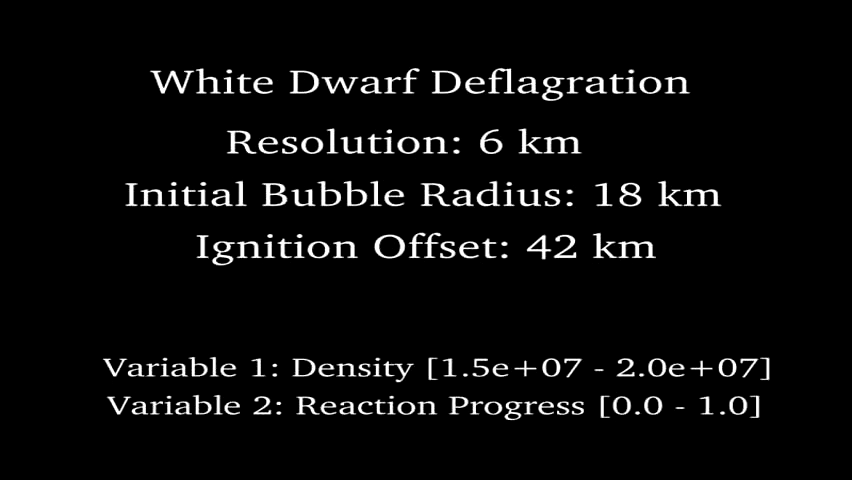 White Dwarf Deflagration
Resolution: 6 km
Initial Bubble Radius: 18 km
Ignition Offset: 42 km
Variable 1: Density [1.5e+07 - 2.0e+07]
Variable 2: Reaction Progress [0.0 - 1.0]